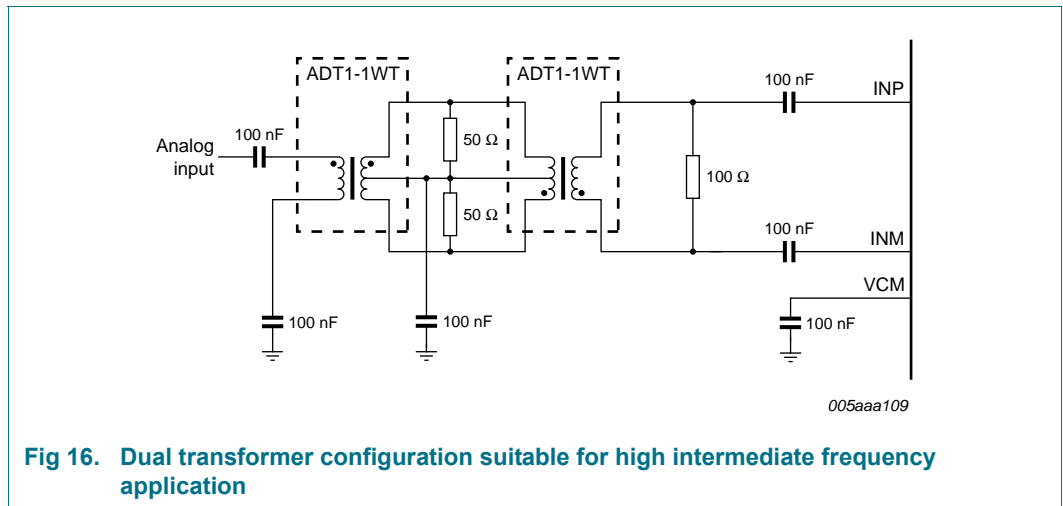 ADT1-1WT
ADT1-1WT
100 nF
INP
Analog
input
100 nF
50 Ω
50 Ω
100 Ω
100 nF
INM
VCM
100 nF
100 nF
100 nF
005aaa109
Fig 16. Dual transformer configuration suitable for high intermediate frequency
application